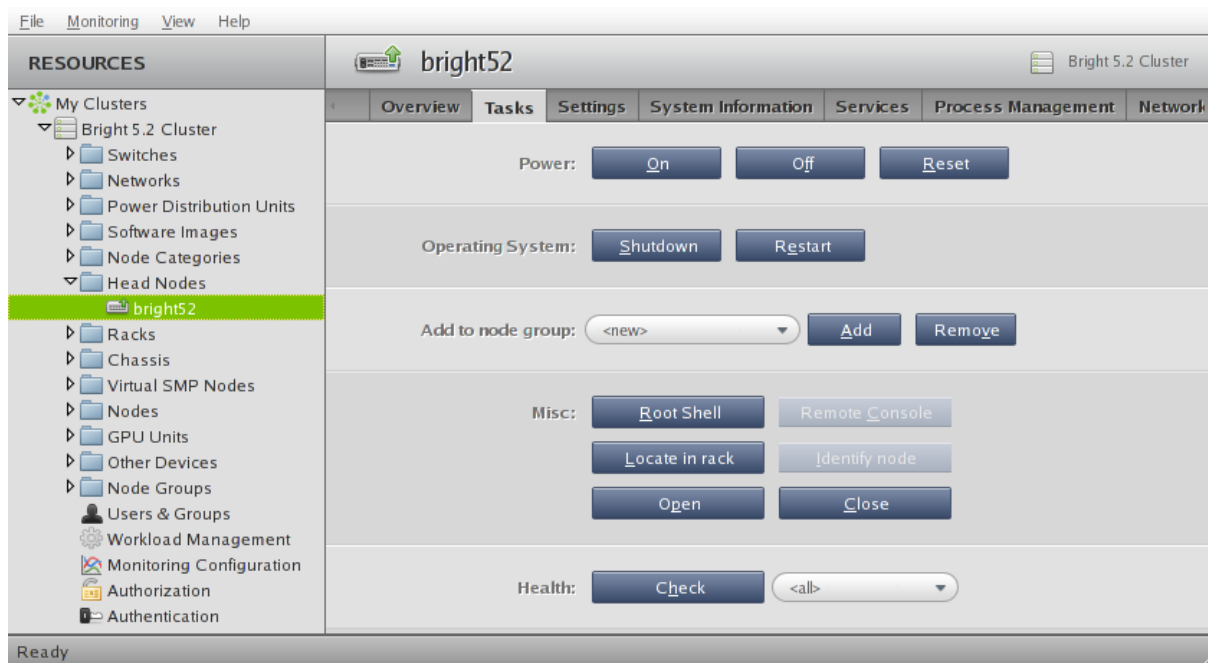 File Monitoring View Help
RESOURCES
My Clusters
Bright 5.2 Cluster
Switches
Networks
Power Distribution Units
Software Images
Node Categories
Head Nodes
bright52
Racks
Chassis
Virtual SMP Nodes
Nodes
GPU Units
Other Devices
Node Groups
Users & Groups
Workload Management
Monitoring Configuration
Authorization
Authentication
bright52
Bright 5.2 Cluster
Overview Tasks Settings System Information Services Process Management Network
Power: On Off Reset
Operating System: Shutdown Restart
Add to node group: <new> Add Remove
Misc: Root Shell Remote Console
Locate in rack Identify node
Open Close
Health: Check <all>
Ready